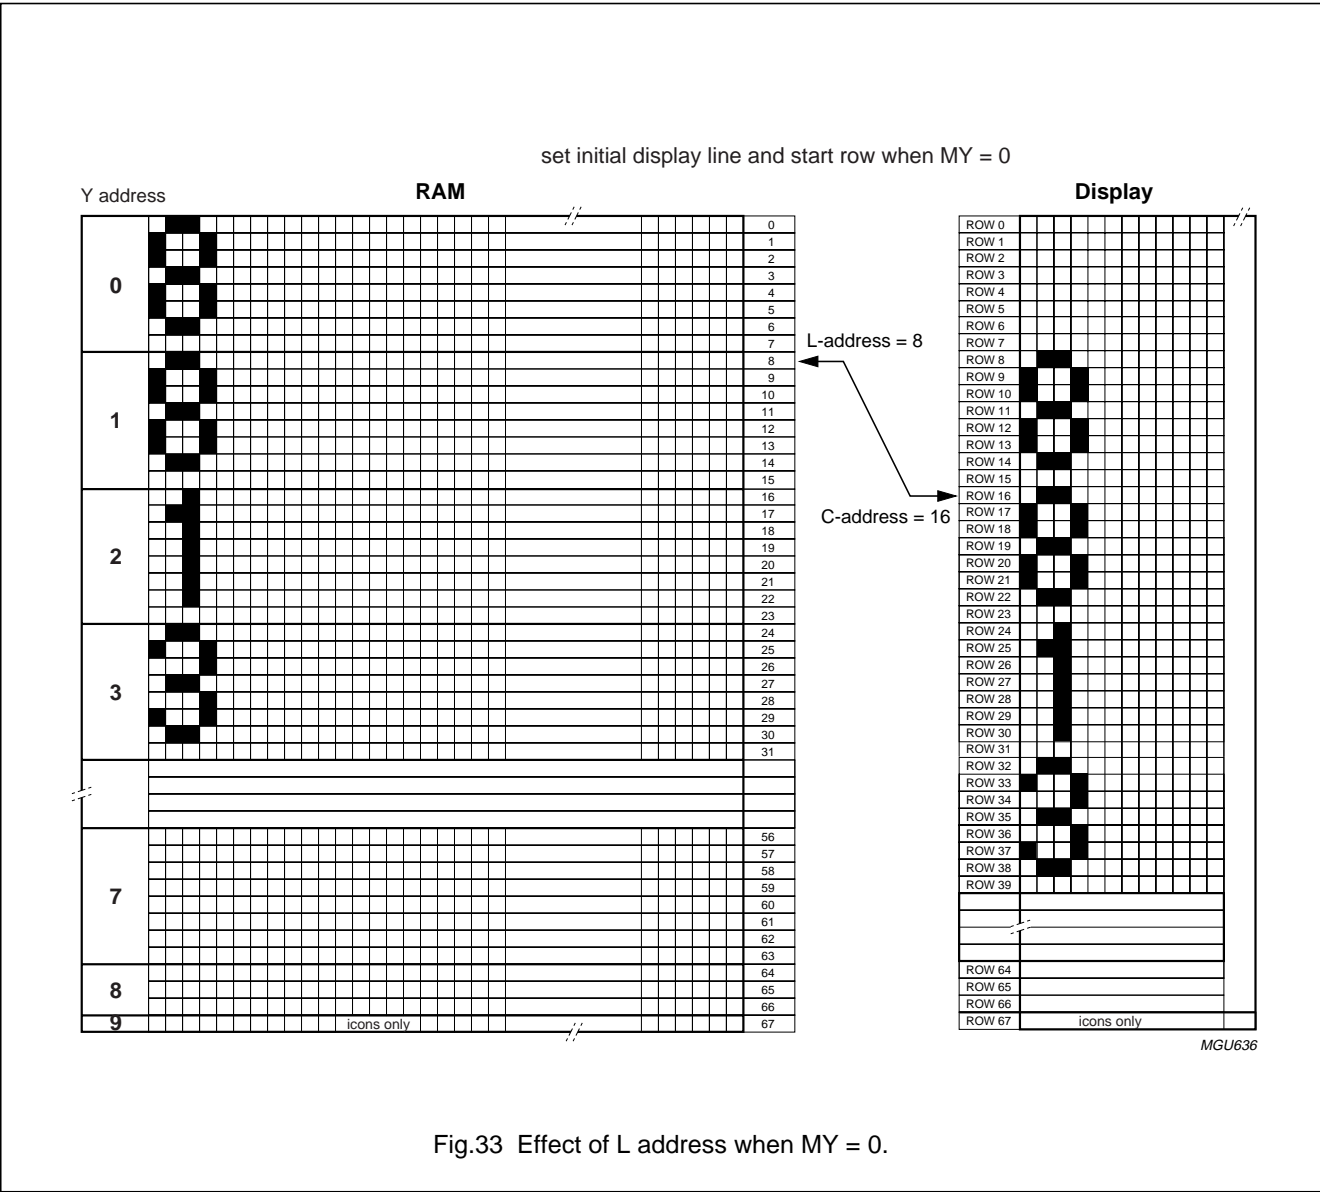 set initial display line and start row when MY = 0
Y address
RAM
Display
0
1
2
3
7
8
9
0
1
2
3
4
5
6
7
8
9
10
11
12
13
14
15
16
17
18
19
20
21
22
23
24
25
26
27
28
29
30
31
56
57
58
59
60
61
62
63
64
65
66
67
icons only
L-address = 8
C-address = 16
ROW 0
ROW 1
ROW 2
ROW 3
ROW 4
ROW 5
ROW 6
ROW 7
ROW 8
ROW 9
ROW 10
ROW 11
ROW 12
ROW 13
ROW 14
ROW 15
ROW 16
ROW 17
ROW 18
ROW 19
ROW 20
ROW 21
ROW 22
ROW 23
ROW 24
ROW 25
ROW 26
ROW 27
ROW 28
ROW 29
ROW 30
ROW 31
ROW 32
ROW 33
ROW 34
ROW 35
ROW 36
ROW 37
ROW 38
ROW 39
ROW 64
ROW 65
ROW 66
ROW 67
icons only
MGU636
Fig.33 Effect of L address when MY = 0.